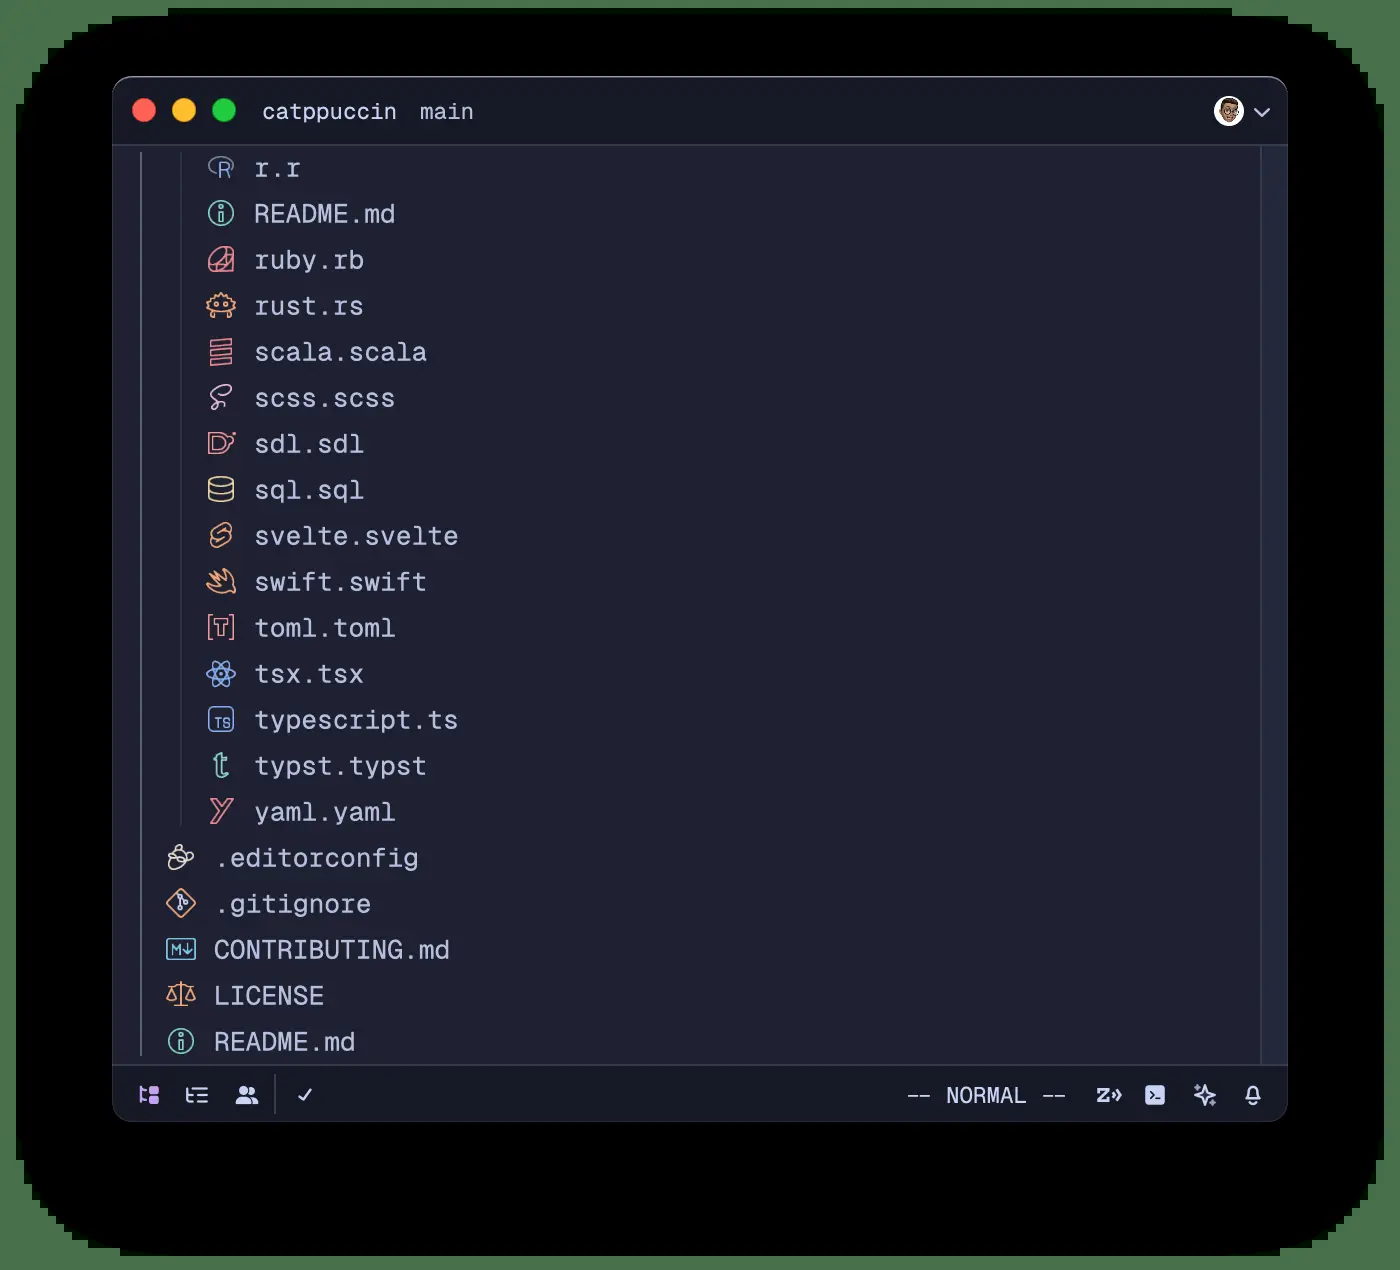 catppuccin main
r.r
README.md
ruby.rb
rust.rs
scala.scala
scss.scss
sdl.sdl
sql.sql
svelte.svelte
swift.swift
toml.toml
tsx.tsx
TS typescript.ts
typst.typst
yaml.yaml
.editorconfig
.gitignore
CONTRIBUTING.md
LICENSE
README.md
-- NORMAL --